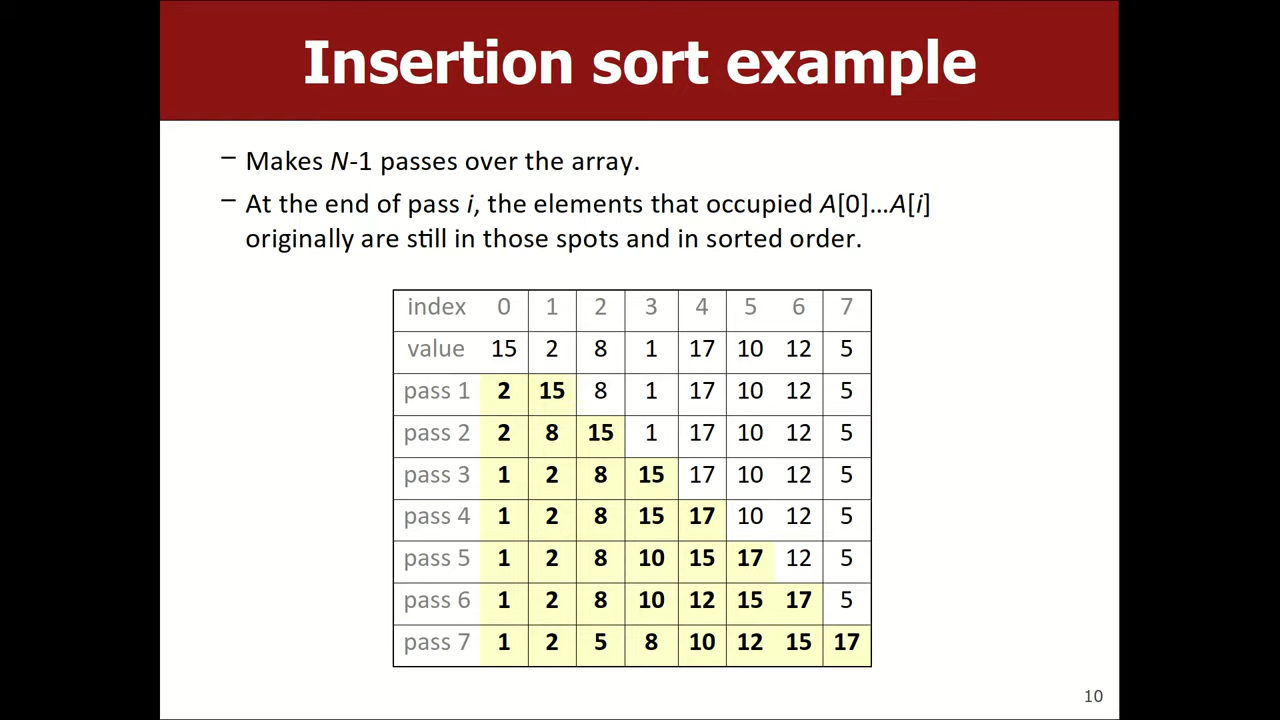 Insertion sort example
– Makes N-1 passes over the array.
– At the end of pass i, the elements that occupied A[0]…A[i]
originally are still in those spots and in sorted order.
index 0 1 2 3 4 5 6 7
value 15 2 8 1 17 10 12 5
pass 1 2 15 8 1 17 10 12 5
pass 2 2 8 15 1 17 10 12 5
pass 3 1 2 8 15 17 10 12 5
pass 4 1 2 8 15 17 10 12 5
pass 5 1 2 8 10 15 17 12 5
pass 6 1 2 8 10 12 15 17 5
pass 7 1 2 5 8 10 12 15 17
10